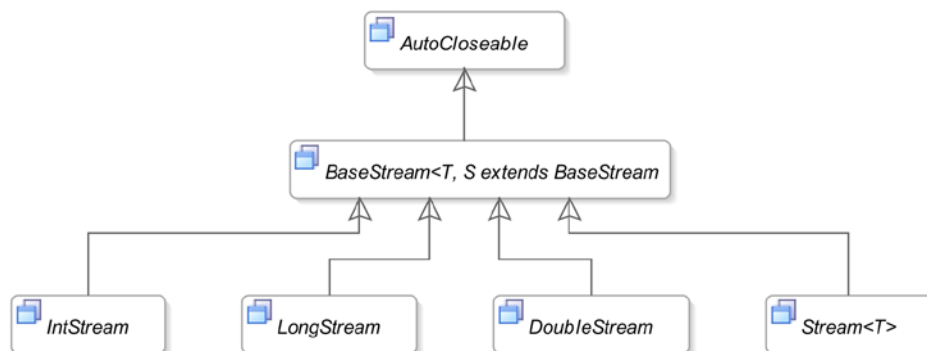 AutoCloseable
BaseStream<T, S extends BaseStream
IntStream
LongStream
DoubleStream
Stream<T>